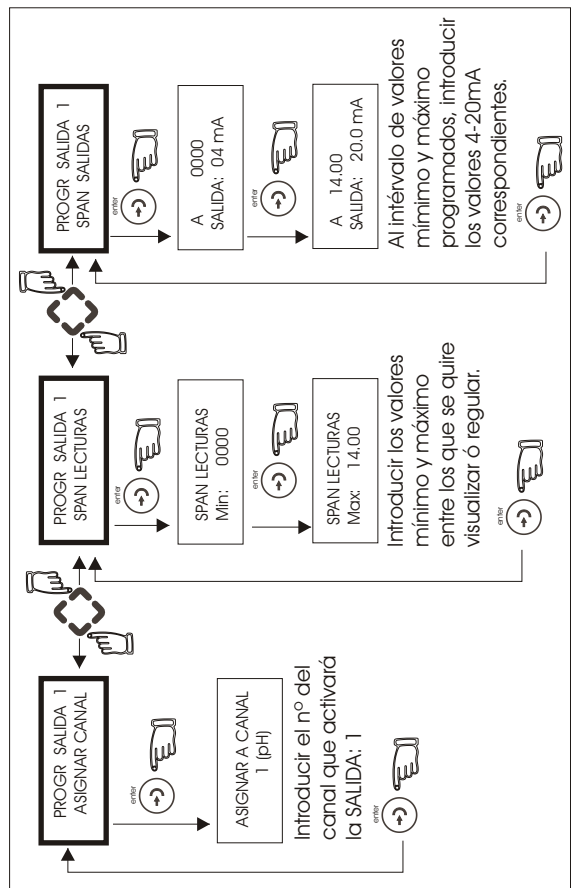 PROGR SALIDA 1
ASIGNAR CANAL
enter
ASIGNAR A CANAL
1 (pH)
Introducir el nº del
canal que activará
la SALIDA: 1
enter
PROGR SALIDA 1
SPAN LECTURAS
enter
SPAN LECTURAS
Min: 0000
enter
SPAN LECTURAS
Max: 14.00
Introducir los valores
mínimo y máximo
entre los que se quire
visualizar ó regular.
enter
PROGR SALIDA 1
SPAN SALIDAS
enter
A 0000
SALIDA: 04 mA
enter
A 14.00
SALIDA: 20.0 mA
Al intérvalo de valores
mímimo y máximo
programados, introducir
los valores 4-20mA
correspondientes.
enter